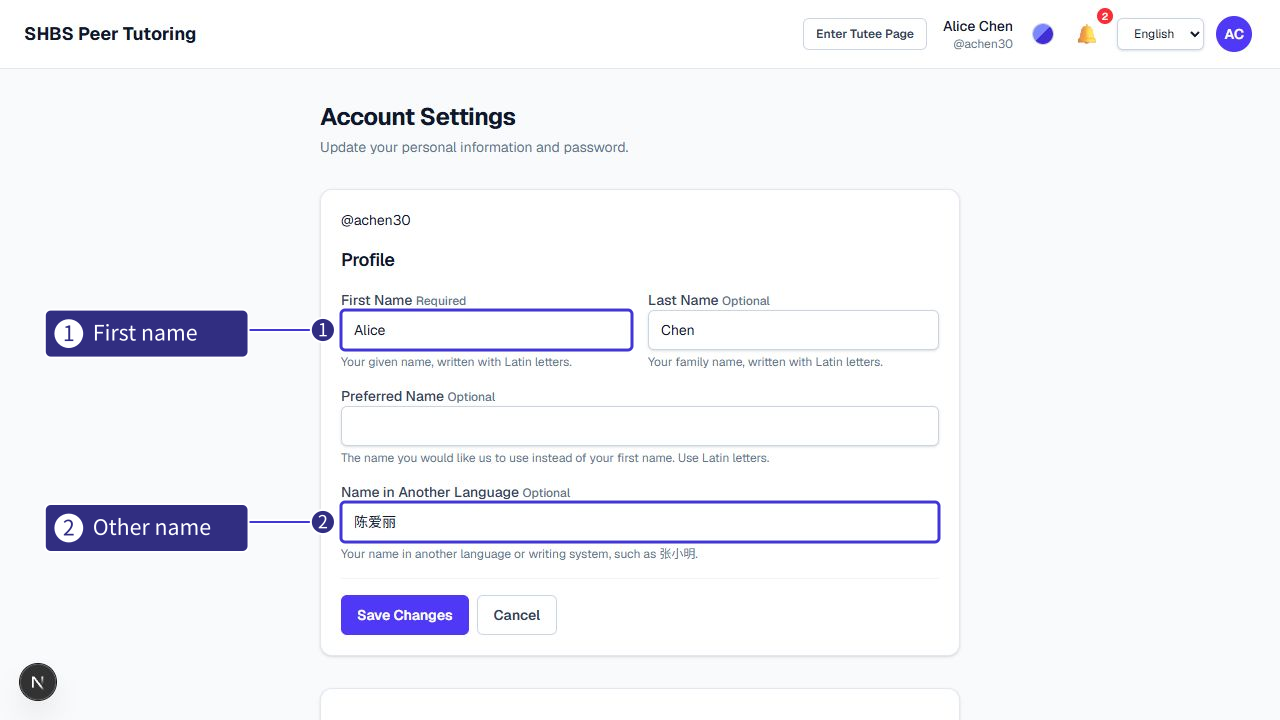 SHBS Peer Tutoring
Enter Tutee Page
Alice Chen
@achen30
2
English
AC
Account Settings
Update your personal information and password.
@achen30
Profile
First Name Required
Last Name Optional
1 First name
1
Alice
Chen
Your given name, written with Latin letters.
Your family name, written with Latin letters.
Preferred Name Optional
The name you would like us to use instead of your first name. Use Latin letters.
Name in Another Language Optional
2 Other name
2
陈爱丽
Your name in another language or writing system, such as 张小明.
Save Changes
Cancel
N